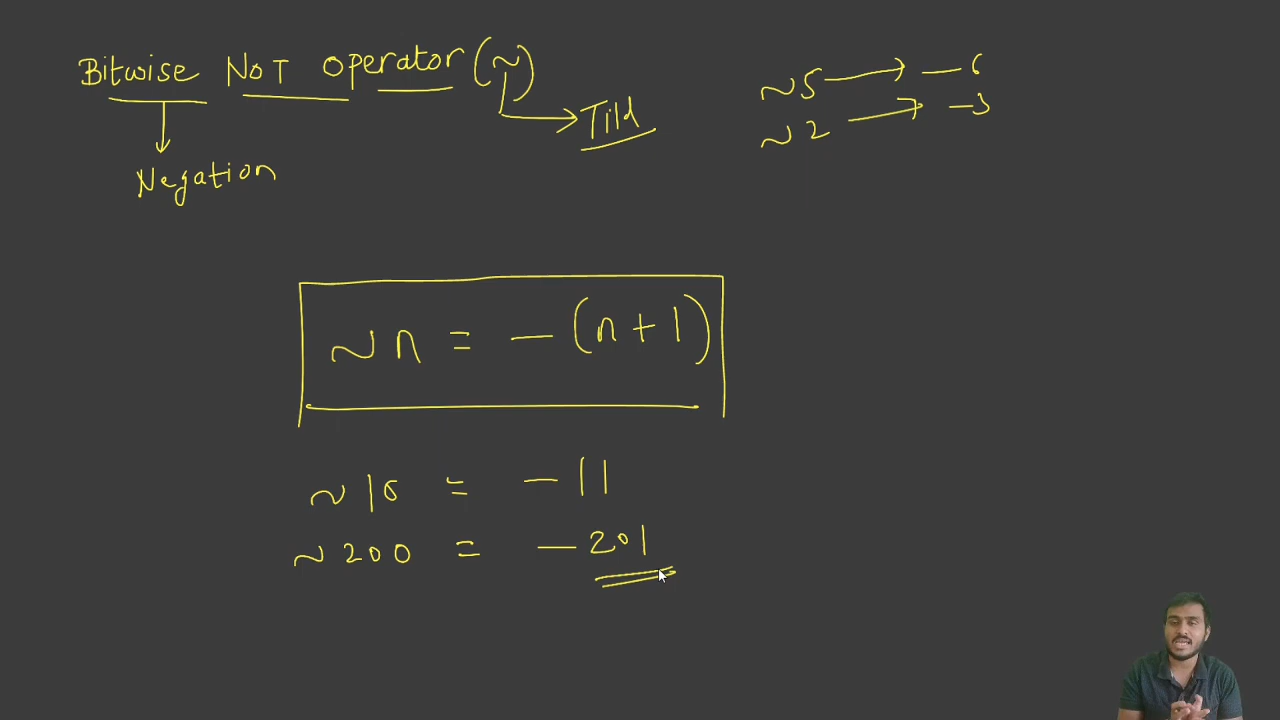 Bitwise NOT Operator (~)
Tild
Negation
~5 → -6
~2 → -3
~n = -(n+1)
~10 = -11
~200 = -201